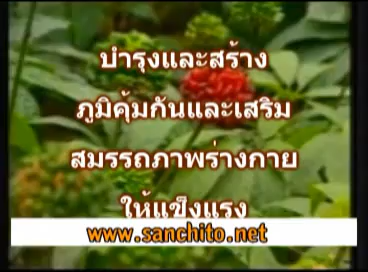 บำรุงและสร้าง
ภูมิคุ้มกันและเสริม
สมรรถภาพร่างกาย
ให้แข็งแรง
www.sanchito.net